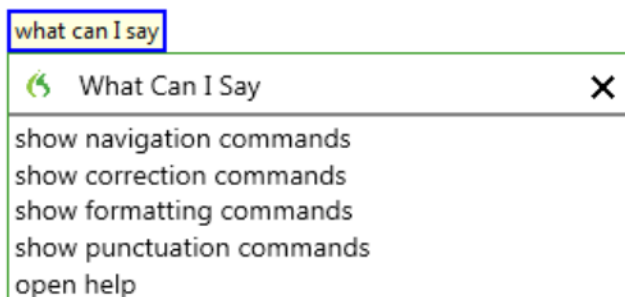 what can I say
What Can I Say
show navigation commands
show correction commands
show formatting commands
show punctuation commands
open help